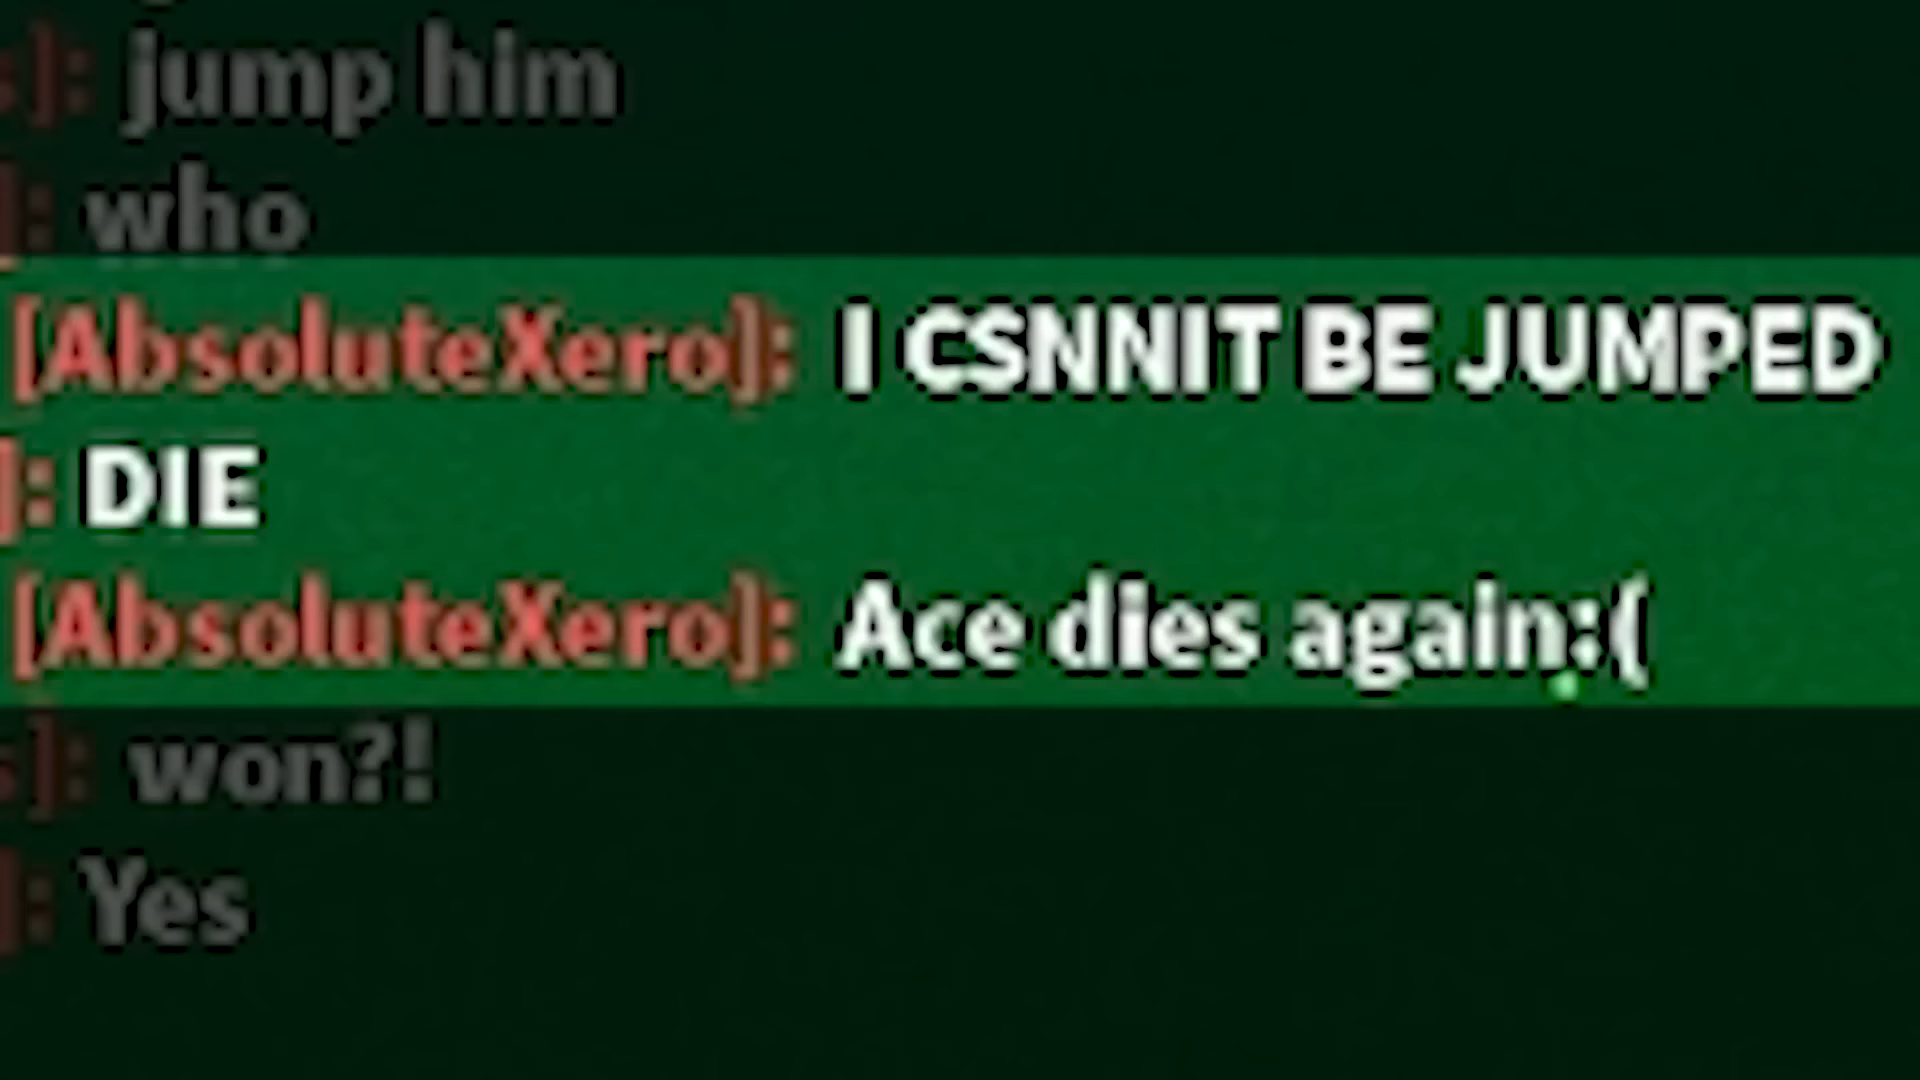 s]: jump him
]: who
[AbsoluteXero]: I CSNNIT BE JUMPED
]: DIE
[AbsoluteXero]: Ace dies again:(
s]: won?!
]: Yes